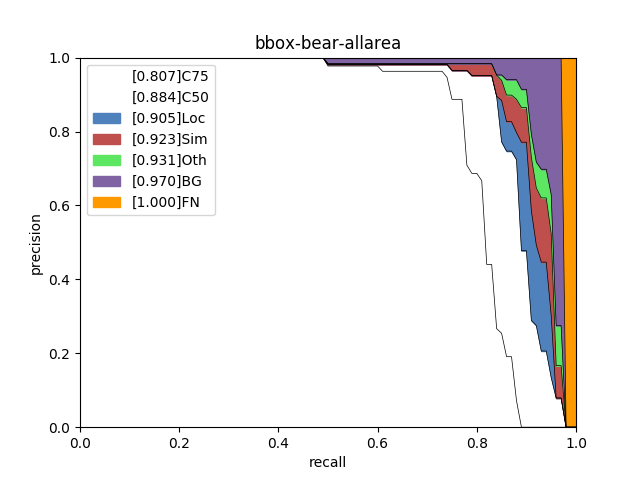 bbox-bear-allarea
1.0
0.8
0.6
0.4
0.2
0.0
precision
[0.807]C75
[0.884]C50
[0.905]Loc
[0.923]Sim
[0.931]Oth
[0.970]BG
[1.000]FN
0.0 0.2 0.4 0.6 0.8 1.0
recall